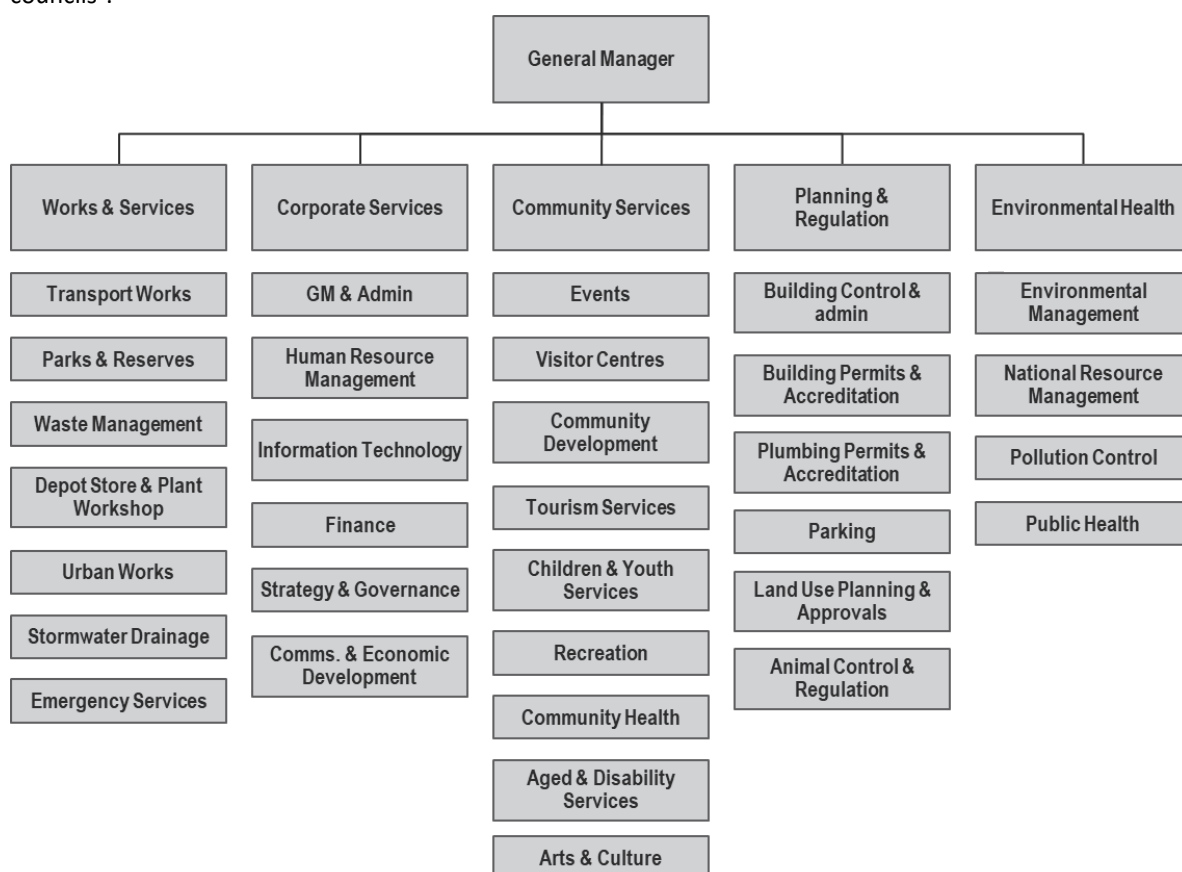 councils :
General Manager
Works & Services
Corporate Services
Community Services
Planning &
Regulation
Environmental Health
Transport Works
Parks & Reserves
Waste Management
Depot Store & Plant
Workshop
Urban Works
Stormwater Drainage
Emergency Services
GM & Admin
Human Resource
Management
Information Technology
Finance
Strategy & Governance
Comms. & Economic
Development
Events
Visitor Centres
Community
Development
Tourism Services
Children & Youth
Services
Recreation
Community Health
Aged & Disability
Services
Arts & Culture
Building Control &
admin
Building Permits &
Accreditation
Plumbing Permits &
Accreditation
Parking
Land Use Planning &
Approvals
Animal Control &
Regulation
Environmental
Management
National Resource
Management
Pollution Control
Public Health